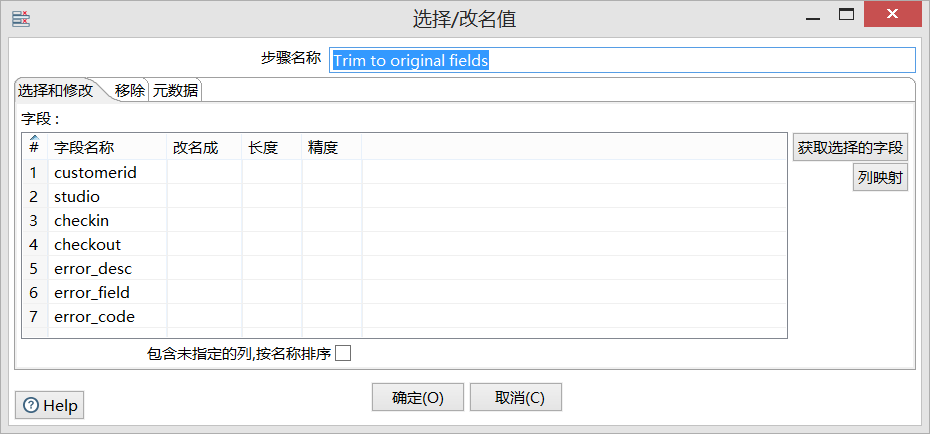 选择/改名值
步骤名称 Trim to original fields
选择和修改 移除 元数据
字段 :
# 字段名称 改名成 长度 精度
获取选择的字段
列映射
1 customerid
2 studio
3 checkin
4 checkout
5 error_desc
6 error_field
7 error_code
包含未指定的列,按名称排序
Help 确定(O) 取消(C)